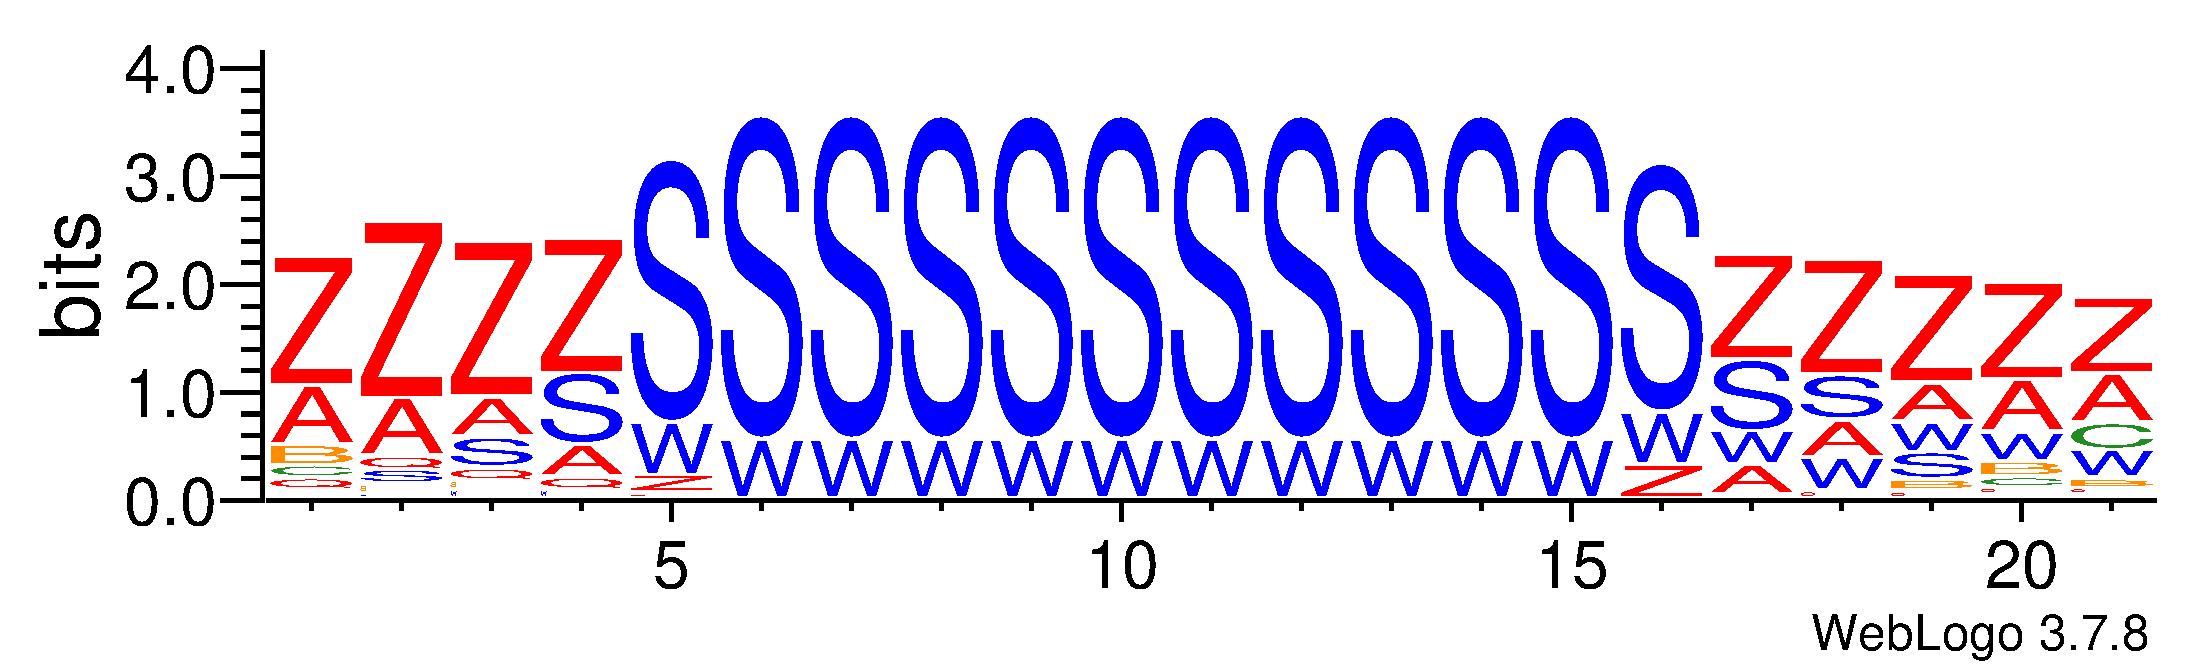 4.0
3.0
2.0
1.0
0.0
bits
Z Z Z Z S S S S S S S S S S S S Z Z Z Z Z
A A A S W W W W W W W W W W W W S S A A A
B S A Z Z W A W W C
C S W S B W
5 10 15 20
WebLogo 3.7.8